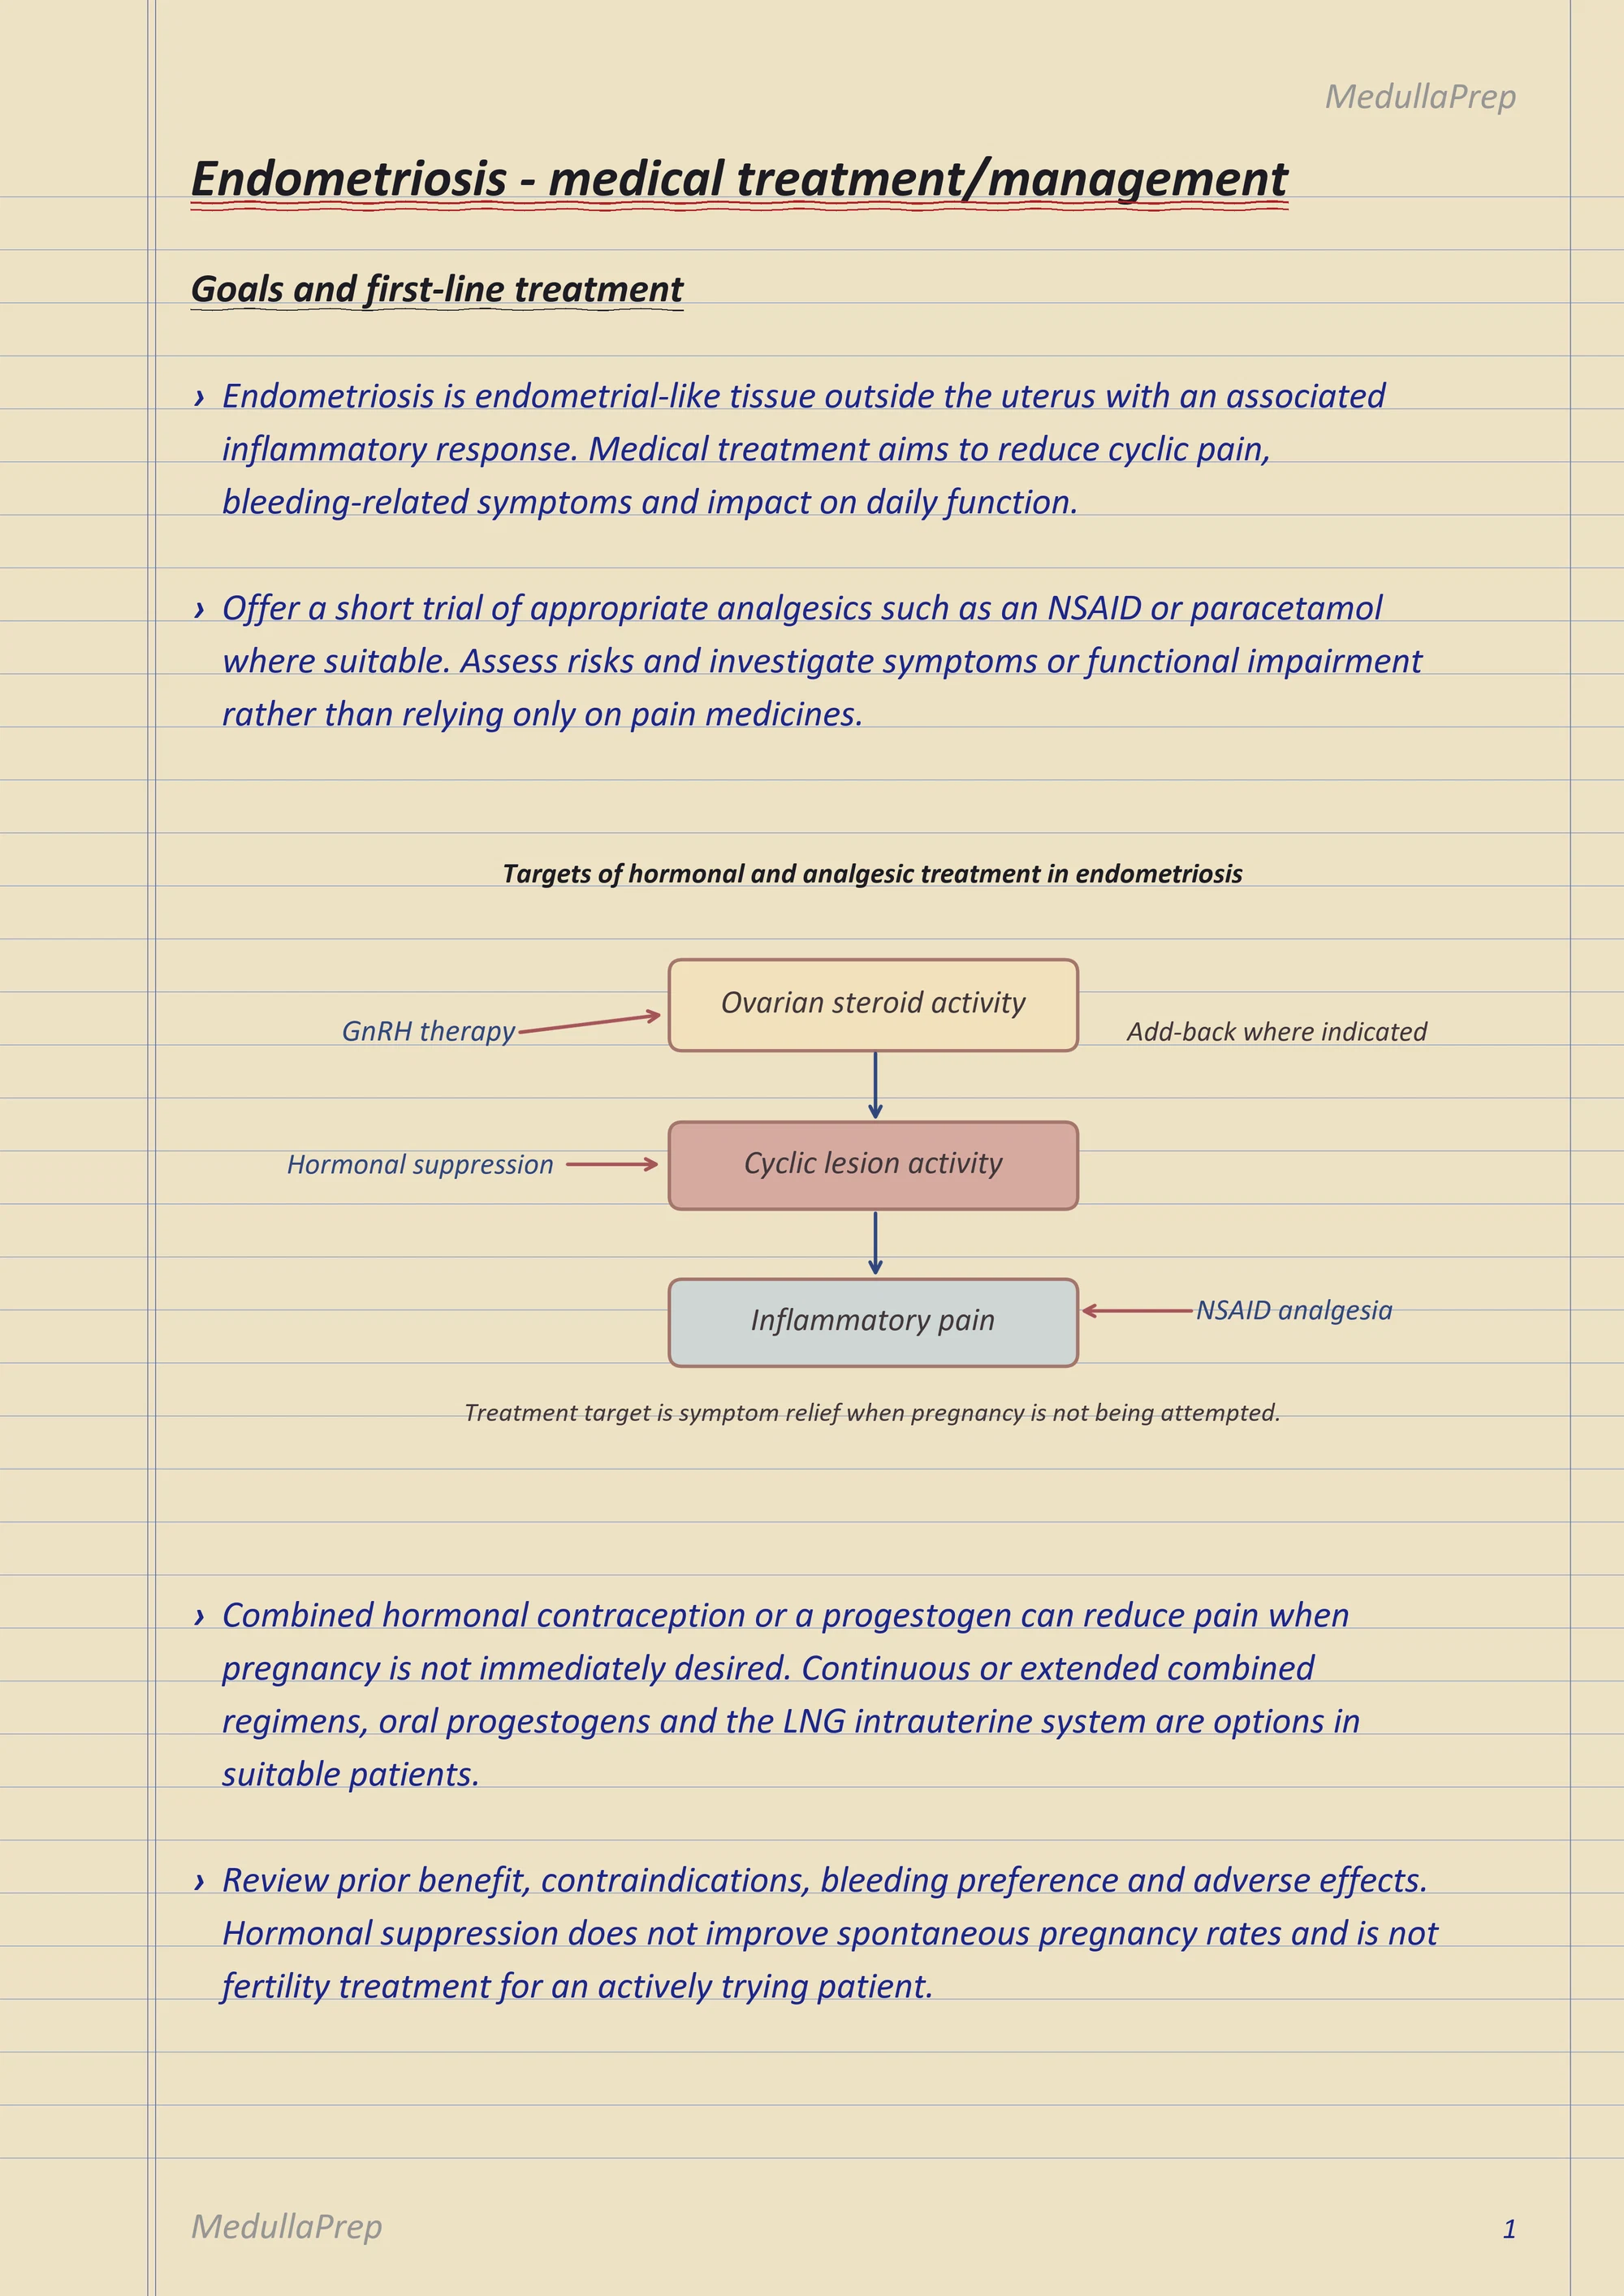 MedullaPrep
Endometriosis - medical treatment/management
Goals and first-line treatment
› Endometriosis is endometrial-like tissue outside the uterus with an associated
inflammatory response. Medical treatment aims to reduce cyclic pain,
bleeding-related symptoms and impact on daily function.
› Offer a short trial of appropriate analgesics such as an NSAID or paracetamol
where suitable. Assess risks and investigate symptoms or functional impairment
rather than relying only on pain medicines.
Targets of hormonal and analgesic treatment in endometriosis
Ovarian steroid activity
GnRH therapy
Add-back where indicated
Hormonal suppression
Cyclic lesion activity
Inflammatory pain
NSAID analgesia
Treatment target is symptom relief when pregnancy is not being attempted.
› Combined hormonal contraception or a progestogen can reduce pain when
pregnancy is not immediately desired. Continuous or extended combined
regimens, oral progestogens and the LNG intrauterine system are options in
suitable patients.
› Review prior benefit, contraindications, bleeding preference and adverse effects.
Hormonal suppression does not improve spontaneous pregnancy rates and is not
fertility treatment for an actively trying patient.
MedullaPrep
1